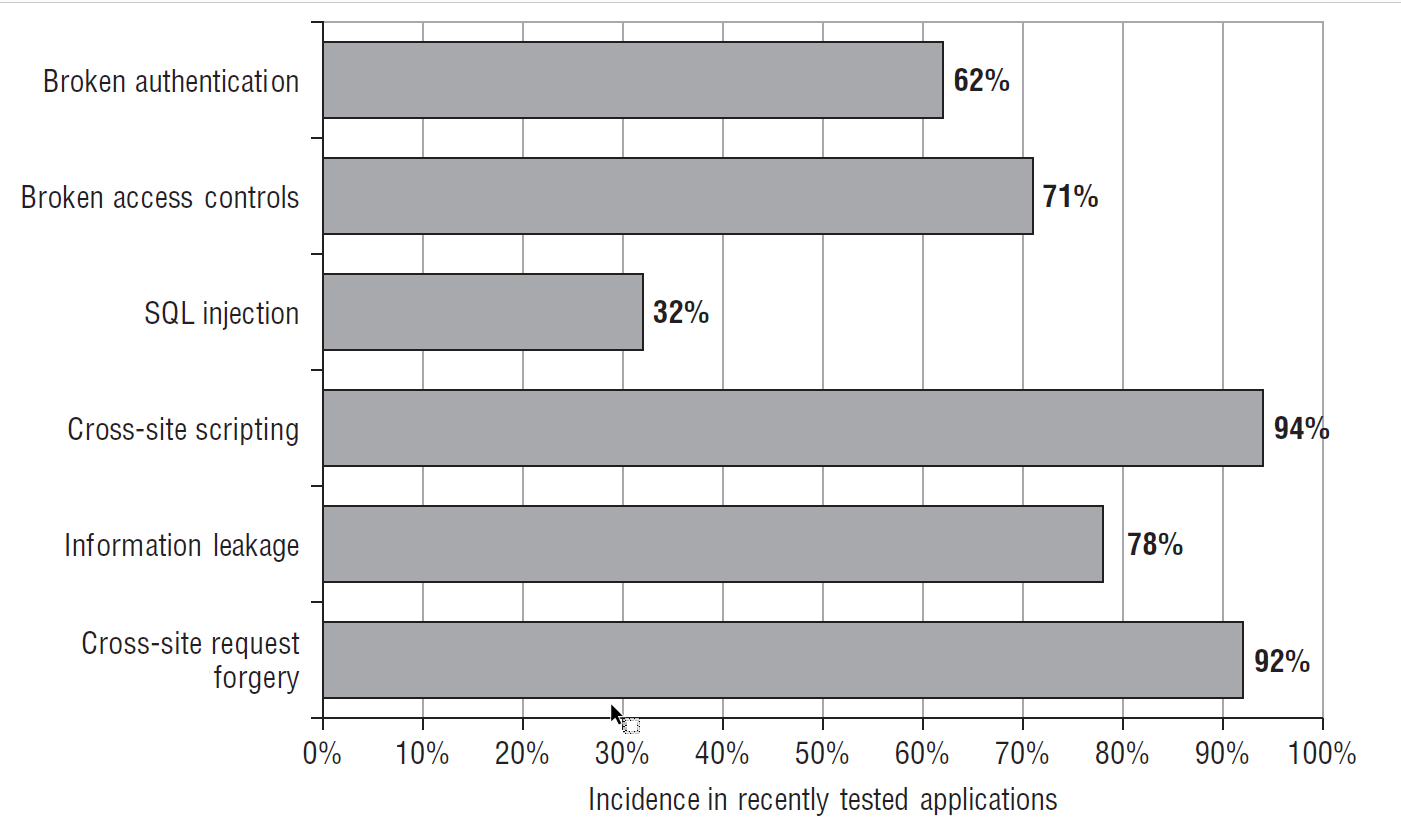 Broken authentication
62%
Broken access controls
71%
SQL injection
32%
Cross-site scripting
94%
Information leakage
78%
Cross-site request
forgery
92%
0% 10% 20% 30% 40% 50% 60% 70% 80% 90% 100%
Incidence in recently tested applications